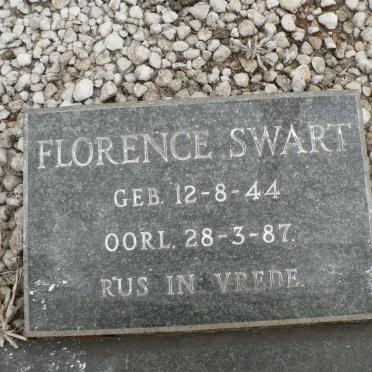 FLORENCE SWART
GEB. 12-8-44
OORL. 28-3-87.
RUS IN VREDE.